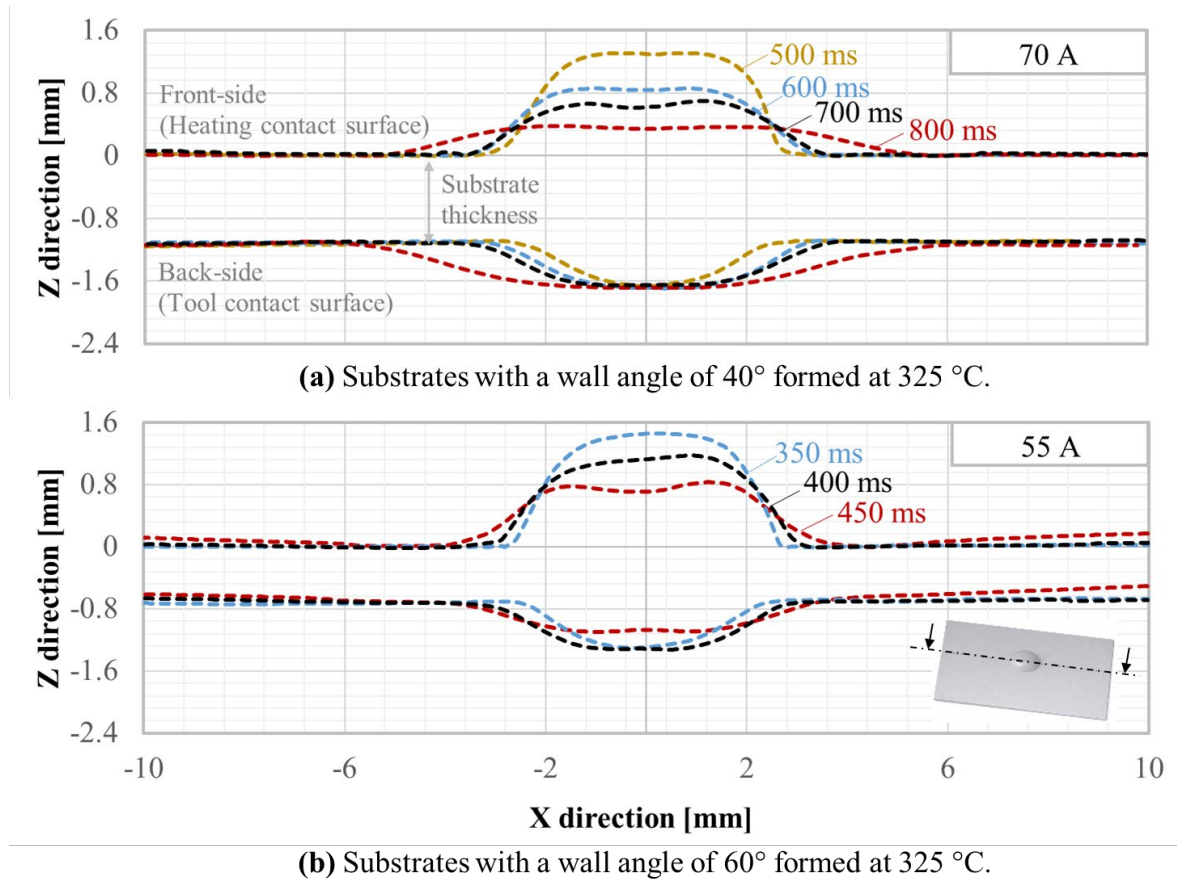 1.6
70 A
500 ms
0.8
Front-side
600 ms
(Heating contact surface)
700 ms
800 ms
0
Substrate
thickness
-0.8
Back-side
-1.6
(Tool contact surface)
-2.4
Z direction [mm]
(a) Substrates with a wall angle of 40° formed at 325 °C.
1.6
55 A
350 ms
0.8
400 ms
450 ms
0
-0.8
-1.6
-2.4
Z direction [mm]
-10 -6 -2 2 6 10
X direction [mm]
(b) Substrates with a wall angle of 60° formed at 325 °C.